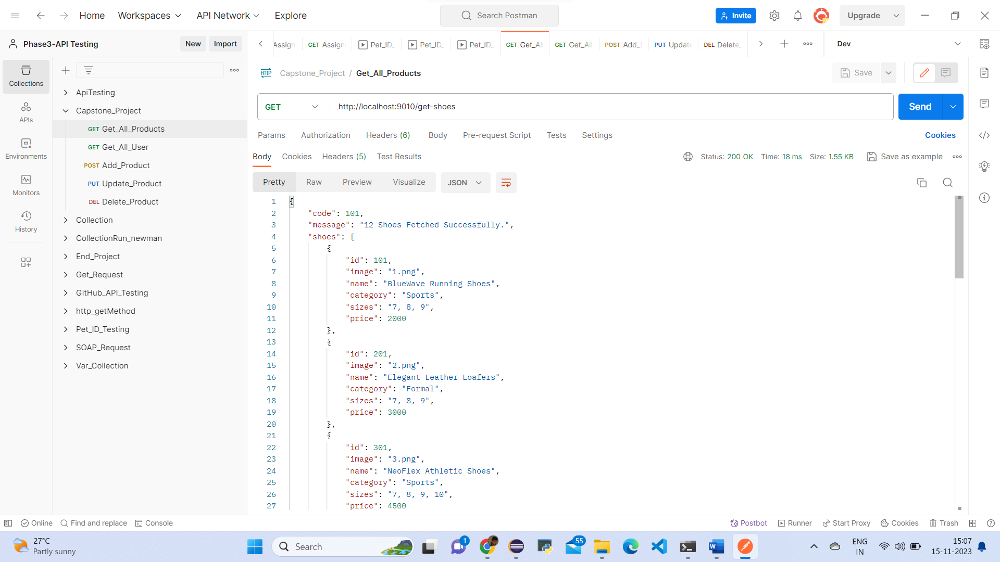 Home Workspaces API Network Explore Search Postman Invite Upgrade
Phase3-API Testing New Import Assign GET Assign Pet_ID_ Pet_ID_ Pet_ID_ GET Get_All GET Get_All POST Add_ PUT Update DEL Delete_ Dev
Capstone_Project / Get_All_Products Save
Collections
APIs
Environments
Monitors
History
ApiTesting
Capstone_Project
GET Get_All_Products
GET Get_All_User
POST Add_Product
PUT Update_Product
DEL Delete_Product
Collection
CollectionRun_newman
End_Project
Get_Request
GitHub_API_Testing
http_getMethod
Pet_ID_Testing
SOAP_Request
Var_Collection
HTTP
GET http://localhost:9010/get-shoes Send
Params Authorization Headers (6) Body Pre-request Script Tests Settings Cookies
Body Cookies Headers (5) Test Results Status: 200 OK Time: 18 ms Size: 1.55 KB Save as example
Pretty Raw Preview Visualize JSON
1 {
2 "code": 101,
3 "message": "12 Shoes Fetched Successfully.",
4 "shoes": [
5 {
6 "id": 101,
7 "image": "1.png",
8 "name": "BlueWave Running Shoes",
9 "category": "Sports",
10 "sizes": "7, 8, 9",
11 "price": 2000
12 },
13 {
14 "id": 201,
15 "image": "2.png",
16 "name": "Elegant Leather Loafers",
17 "category": "Formal",
18 "sizes": "7, 8, 9",
19 "price": 3000
20 },
21 {
22 "id": 301,
23 "image": "3.png",
24 "name": "NeoFlex Athletic Shoes",
25 "category": "Sports",
26 "sizes": "7, 8, 9, 10",
27 "price": 4500
Online Find and replace Console Postbot Runner Start Proxy Cookies Trash
27°C
Partly sunny
Search
1
55
ENG
IN
15:07
15-11-2023